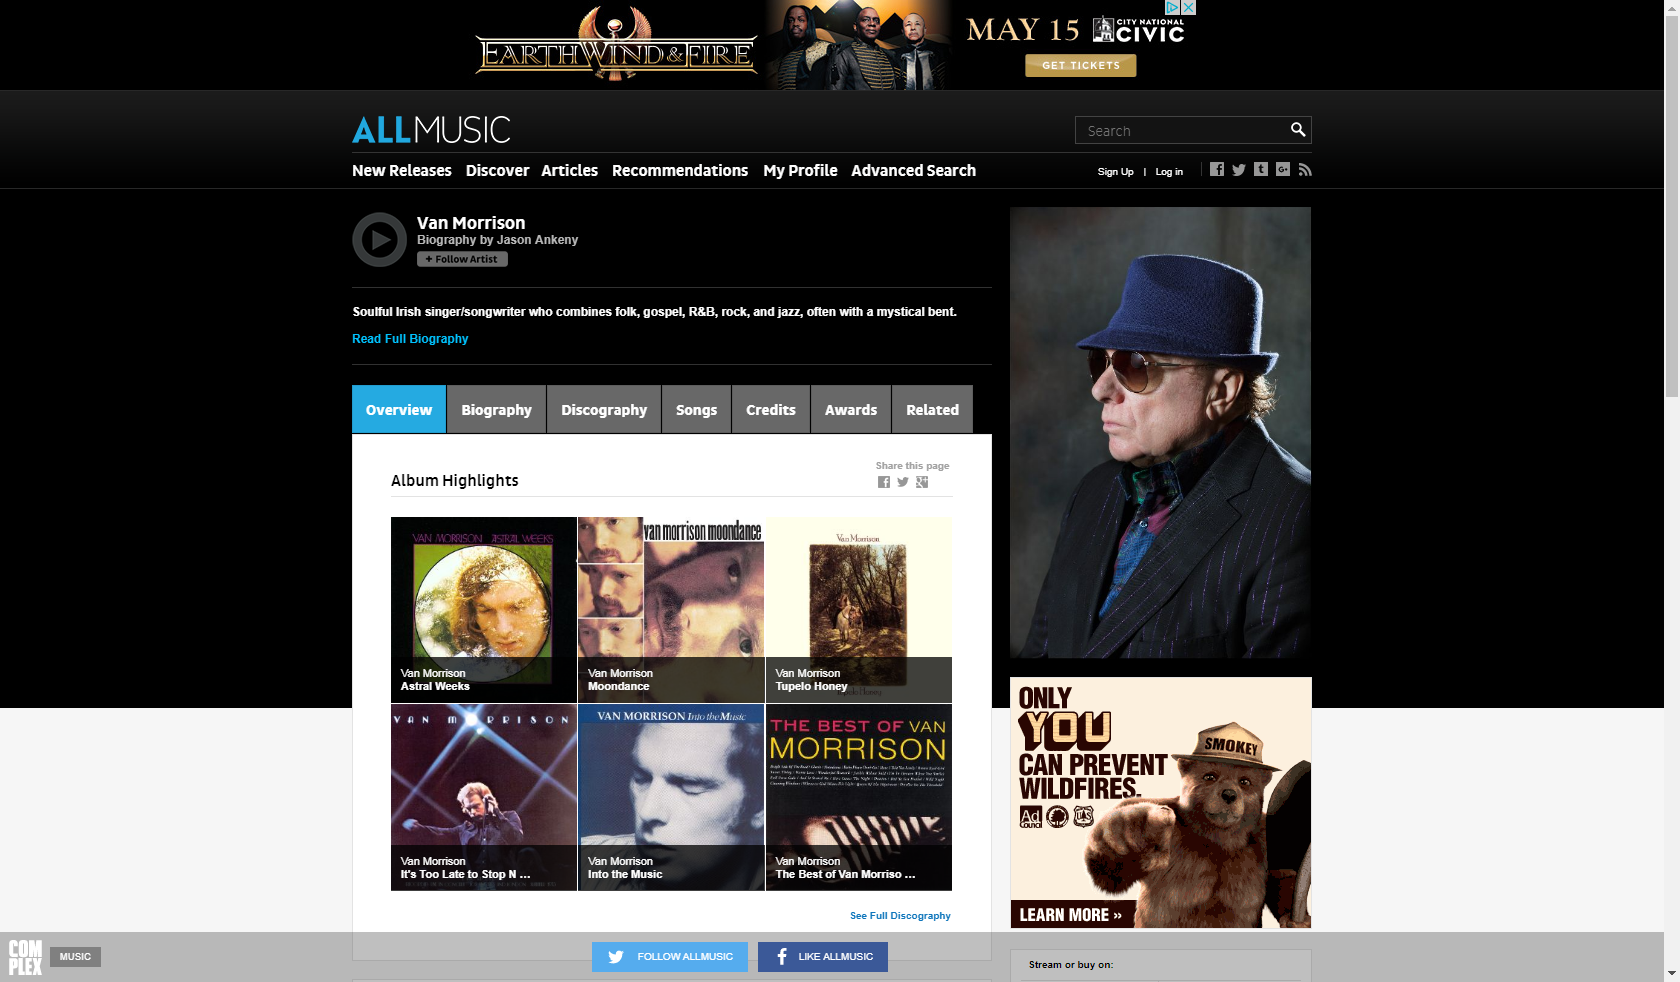 EARTH WIND & FIRE
MAY 15
CITY NATIONAL
CIVIC
GET TICKETS
ALLMUSIC
Search
New Releases
Discover
Articles
Recommendations
My Profile
Advanced Search
Sign Up | Log in
Van Morrison
Biography by Jason Ankeny
+ Follow Artist
Soulful Irish singer/songwriter who combines folk, gospel, R&B, rock, and jazz, often with a mystical bent.
Read Full Biography
Overview
Biography
Discography
Songs
Credits
Awards
Related
Share this page
Album Highlights
VAN MORRISON ASTRAL WEEKS
Van Morrison
Astral Weeks
van morrison moondance
Van Morrison
Moondance
Van Morrison
Van Morrison
Tupelo Honey
Tupelo Honey
VAN MORRISON
Van Morrison
It's Too Late to Stop N ...
VAN MORRISON Into the Music
Van Morrison
Into the Music
THE BEST OF VAN
MORRISON
Van Morrison
The Best of Van Morriso ...
See Full Discography
ONLY
YOU
CAN PREVENT
WILDFIRES.
SMOKEY
Ad
Council
LEARN MORE »
Stream or buy on:
COMPLEX
MUSIC
FOLLOW ALLMUSIC
LIKE ALLMUSIC